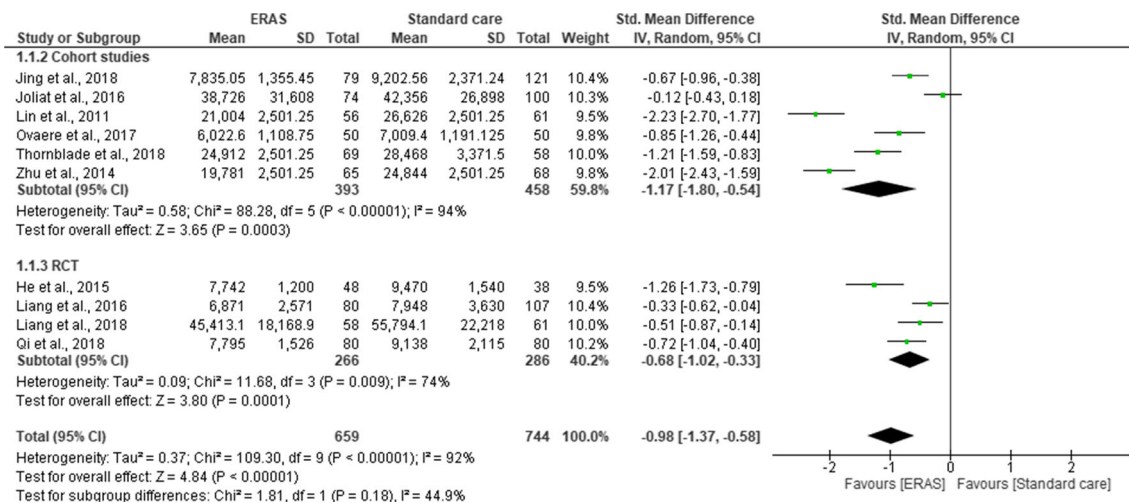 ERAS Standard care Std. Mean Difference Std. Mean Difference
Study or Subgroup Mean SD Total Mean SD Total Weight IV, Random, 95% CI IV, Random, 95% CI
1.1.2 Cohort studies
Jing et al., 2018 7,835.05 1,355.45 79 9,202.56 2,371.24 121 10.4% -0.67 [-0.96, -0.38]
Joliat et al., 2016 38,726 31,608 74 42,356 26,898 100 10.3% -0.12 [-0.43, 0.18]
Lin et al., 2011 21,004 2,501.25 56 26,626 2,501.25 61 9.5% -2.23 [-2.70, -1.77]
Ovaere et al., 2017 6,022.6 1,108.75 50 7,009.4 1,191.125 50 9.8% -0.85 [-1.26, -0.44]
Thornblade et al., 2018 24,912 2,501.25 69 28,468 3,371.5 58 10.0% -1.21 [-1.59, -0.83]
Zhu et al., 2014 19,781 2,501.25 65 24,844 2,501.25 68 9.8% -2.01 [-2.43, -1.59]
Subtotal (95% CI) 393 458 59.8% -1.17 [-1.80, -0.54]
Heterogeneity: Tau² = 0.58; Chi² = 88.28, df = 5 (P < 0.00001); I² = 94%
Test for overall effect: Z = 3.65 (P = 0.0003)
1.1.3 RCT
He et al., 2015 7,742 1,200 48 9,470 1,540 38 9.5% -1.26 [-1.73, -0.79]
Liang et al., 2016 6,871 2,571 80 7,948 3,630 107 10.4% -0.33 [-0.62, -0.04]
Liang et al., 2018 45,413.1 18,168.9 58 55,794.1 22,218 61 10.0% -0.51 [-0.87, -0.14]
Qi et al., 2018 7,795 1,526 80 9,138 2,115 80 10.2% -0.72 [-1.04, -0.40]
Subtotal (95% CI) 266 286 40.2% -0.68 [-1.02, -0.33]
Heterogeneity: Tau² = 0.09; Chi² = 11.68, df = 3 (P = 0.009); I² = 74%
Test for overall effect: Z = 3.80 (P = 0.0001)
Total (95% CI) 659 744 100.0% -0.98 [-1.37, -0.58]
Heterogeneity: Tau² = 0.37; Chi² = 109.30, df = 9 (P < 0.00001); I² = 92%
Test for overall effect: Z = 4.84 (P < 0.00001)
Test for subgroup differences: Chi² = 1.81, df = 1 (P = 0.18), I² = 44.9%
-2 -1 0 1 2
Favours [ERAS] Favours [Standard care]